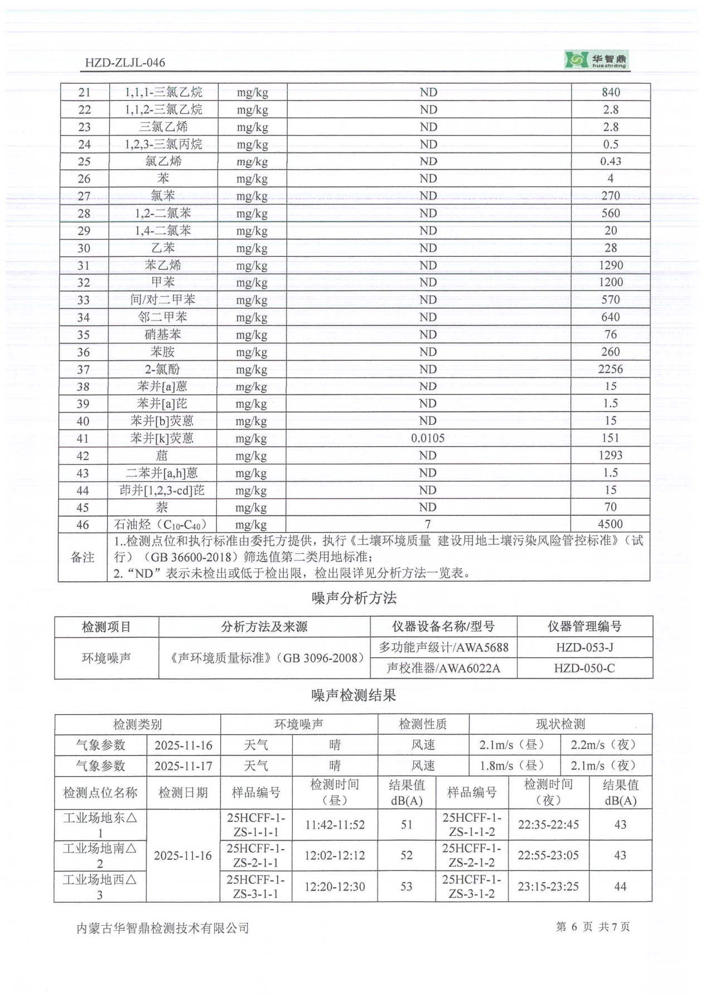 HZD-ZLJL-046
华智鼎
huazhiding
21 1,1,1-三氯乙烷 mg/kg ND 840
22 1,1,2-三氯乙烷 mg/kg ND 2.8
23 三氯乙烯 mg/kg ND 2.8
24 1,2,3-三氯丙烷 mg/kg ND 0.5
25 氯乙烯 mg/kg ND 0.43
26 苯 mg/kg ND 4
27 氯苯 mg/kg ND 270
28 1,2-二氯苯 mg/kg ND 560
29 1,4-二氯苯 mg/kg ND 20
30 乙苯 mg/kg ND 28
31 苯乙烯 mg/kg ND 1290
32 甲苯 mg/kg ND 1200
33 间/对二甲苯 mg/kg ND 570
34 邻二甲苯 mg/kg ND 640
35 硝基苯 mg/kg ND 76
36 苯胺 mg/kg ND 260
37 2-氯酚 mg/kg ND 2256
38 苯并[a]蒽 mg/kg ND 15
39 苯并[a]芘 mg/kg ND 1.5
40 苯并[b]荧蒽 mg/kg ND 15
41 苯并[k]荧蒽 mg/kg 0.0105 151
42 䓛 mg/kg ND 1293
43 二苯并[a,h]蒽 mg/kg ND 1.5
44 茚并[1,2,3-cd]芘 mg/kg ND 15
45 萘 mg/kg ND 70
46 石油烃（C10-C40） mg/kg 7 4500
备注
1..检测点位和执行标准由委托方提供，执行《土壤环境质量 建设用地土壤污染风险管控标准》（试
行）（GB 36600-2018）筛选值第二类用地标准；
2. “ND”表示未检出或低于检出限，检出限详见分析方法一览表。
噪声分析方法
检测项目 分析方法及来源 仪器设备名称/型号 仪器管理编号
环境噪声 《声环境质量标准》（GB 3096-2008） 多功能声级计/AWA5688 HZD-053-J
声校准器/AWA6022A HZD-050-C
噪声检测结果
检测类别 环境噪声 检测性质 现状检测
气象参数 2025-11-16 天气 晴 风速 2.1m/s（昼） 2.2m/s（夜）
气象参数 2025-11-17 天气 晴 风速 1.8m/s（昼） 2.1m/s（夜）
检测点位名称 检测日期 样品编号 检测时间 结果值 样品编号 检测时间 结果值
（昼） dB(A) （夜） dB(A)
工业场地东△ 25HCFF-1- 11:42-11:52 51 25HCFF-1- 22:35-22:45 43
1 ZS-1-1-1 ZS-1-1-2
工业场地南△ 2025-11-16 25HCFF-1- 12:02-12:12 52 25HCFF-1- 22:55-23:05 43
2 ZS-2-1-1 ZS-2-1-2
工业场地西△ 25HCFF-1- 12:20-12:30 53 25HCFF-1- 23:15-23:25 44
3 ZS-3-1-1 ZS-3-1-2
内蒙古华智鼎检测技术有限公司 第 6 页 共7页